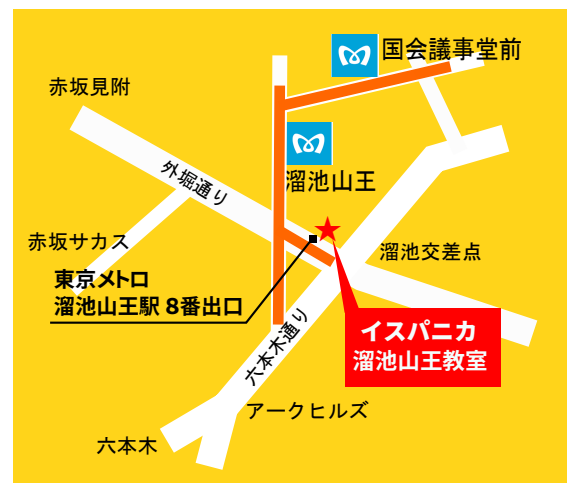 国会議事堂前
赤坂見附
外堀通り
溜池山王
赤坂サカス
溜池交差点
東京メトロ
溜池山王駅 8番出口
六本木通り
イスパニカ
溜池山王教室
アークヒルズ
六本木